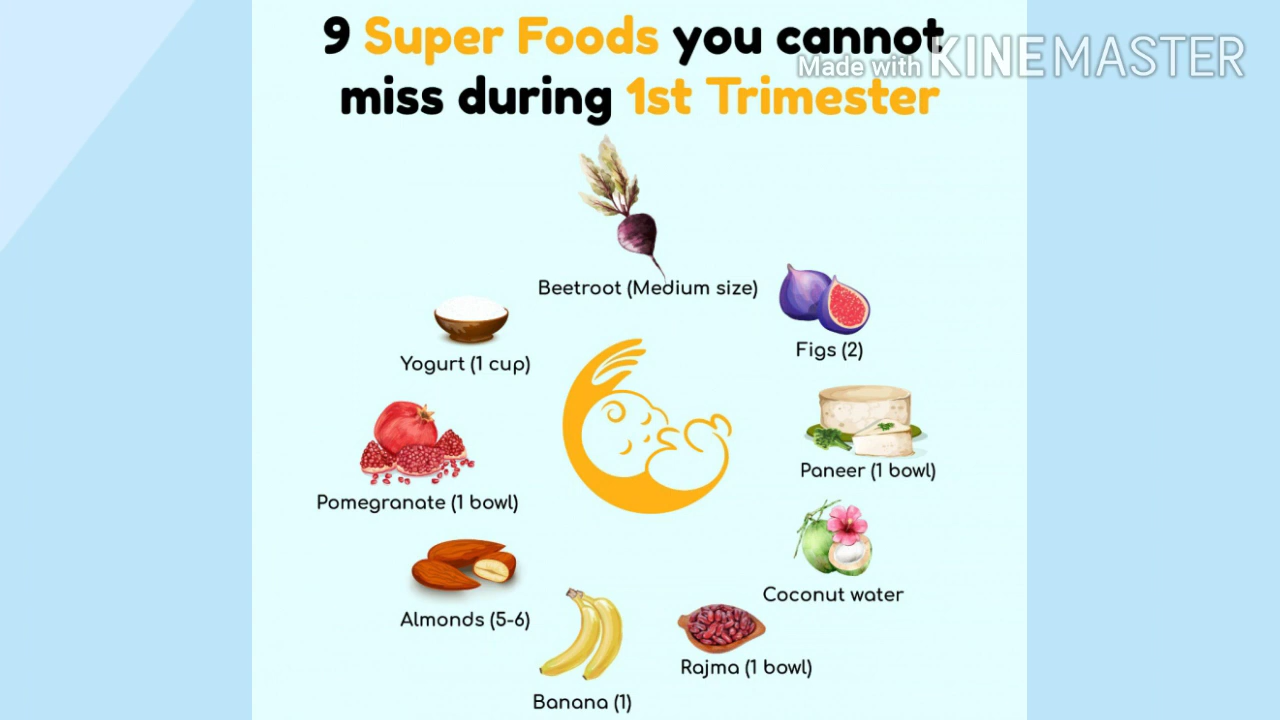 9 Super Foods you cannot
Made with KINEMASTER
miss during 1st Trimester
Beetroot (Medium size)
Figs (2)
Yogurt (1 cup)
Paneer (1 bowl)
Pomegranate (1 bowl)
Coconut water
Almonds (5-6)
Rajma (1 bowl)
Banana (1)